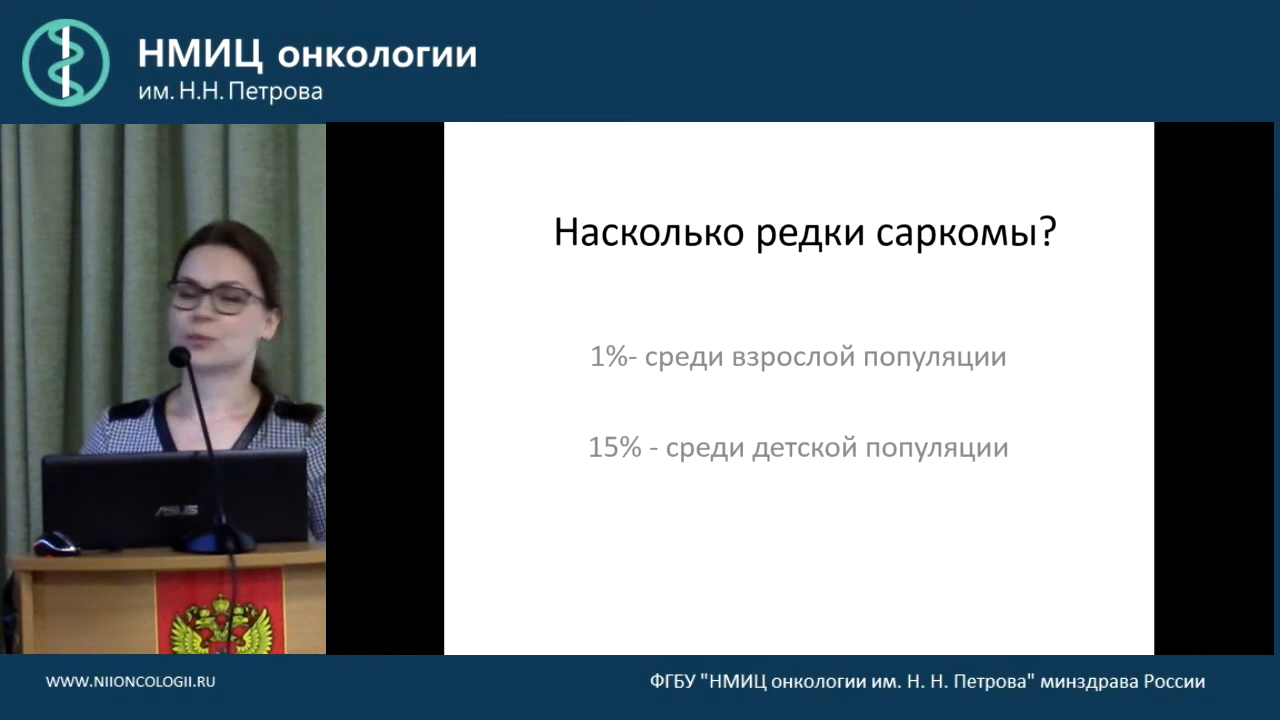 НМИЦ онкологии
им. Н.Н. Петрова
Насколько редки саркомы?
1%- среди взрослой популяции
15% - среди детской популяции
ASUS
WWW.NIIONCOLOGII.RU
ФГБУ "НМИЦ онкологии им. Н. Н. Петрова" минздрава России